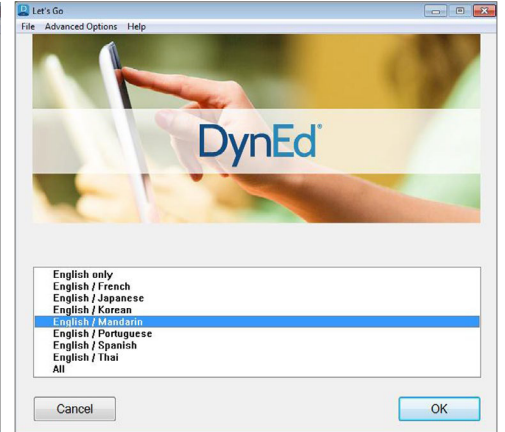 Let's Go
File Advanced Options Help
DynEd®
English only
English / French
English / Japanese
English / Korean
English / Mandarin
English / Portuguese
English / Spanish
English / Thai
All
Cancel OK